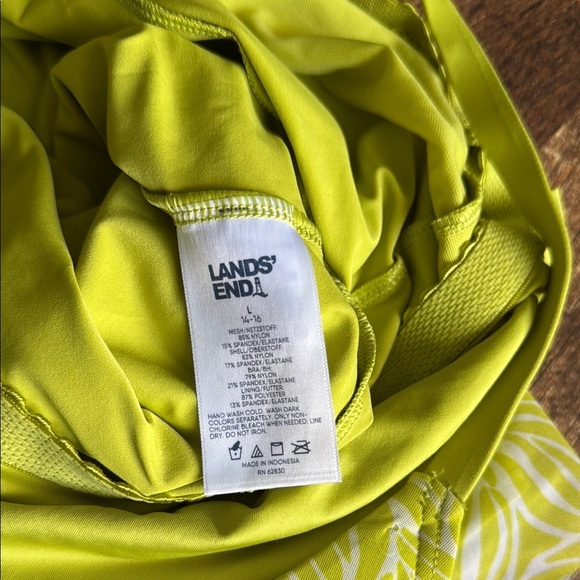 LANDS'
END
L
14-16
MESH/NETZSTOFF:
85% NYLON
15% SPANDEX/ELASTANE
SHELL/OBERSTOFF:
83% NYLON
17% SPANDEX/ELASTANE
BRA/BH:
79% NYLON
21% SPANDEX/ELASTANE
LINING/FUTTER:
87% POLYESTER
13% SPANDEX/ELASTANE
HAND WASH COLD. WASH DARK
COLORS SEPARATELY. ONLY NON-
CHLORINE BLEACH WHEN NEEDED. LINE
DRY. DO NOT IRON.
MADE IN INDONESIA
RN 62830